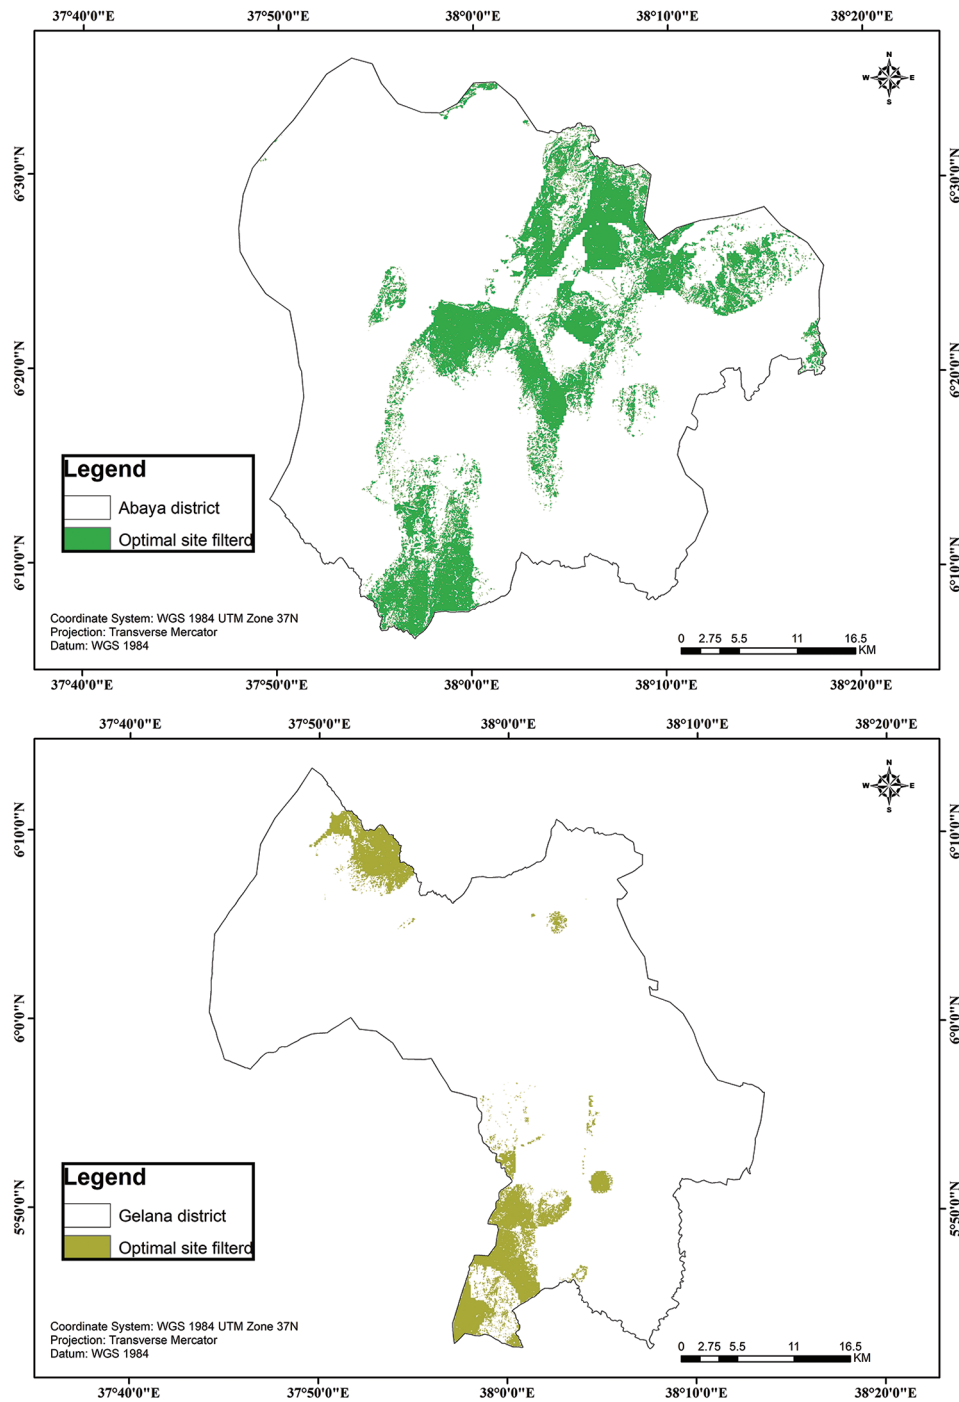 37°40'0"E 37°50'0"E 38°0'0"E 38°10'0"E 38°20'0"E
N
W E
S
6°30'0"N 6°30'0"N
6°20'0"N 6°20'0"N
6°10'0"N 6°10'0"N
Legend
Abaya district
Optimal site filterd
Coordinate System: WGS 1984 UTM Zone 37N
Projection: Transverse Mercator
Datum: WGS 1984
0 2.75 5.5 11 16.5
KM
37°40'0"E 37°50'0"E 38°0'0"E 38°10'0"E 38°20'0"E
37°40'0"E 37°50'0"E 38°0'0"E 38°10'0"E 38°20'0"E
N
W E
S
6°10'0"N 6°10'0"N
6°0'0"N 6°0'0"N
5°50'0"N 5°50'0"N
Legend
Gelana district
Optimal site filterd
Coordinate System: WGS 1984 UTM Zone 37N
Projection: Transverse Mercator
Datum: WGS 1984
0 2.75 5.5 11 16.5
KM
37°40'0"E 37°50'0"E 38°0'0"E 38°10'0"E 38°20'0"E